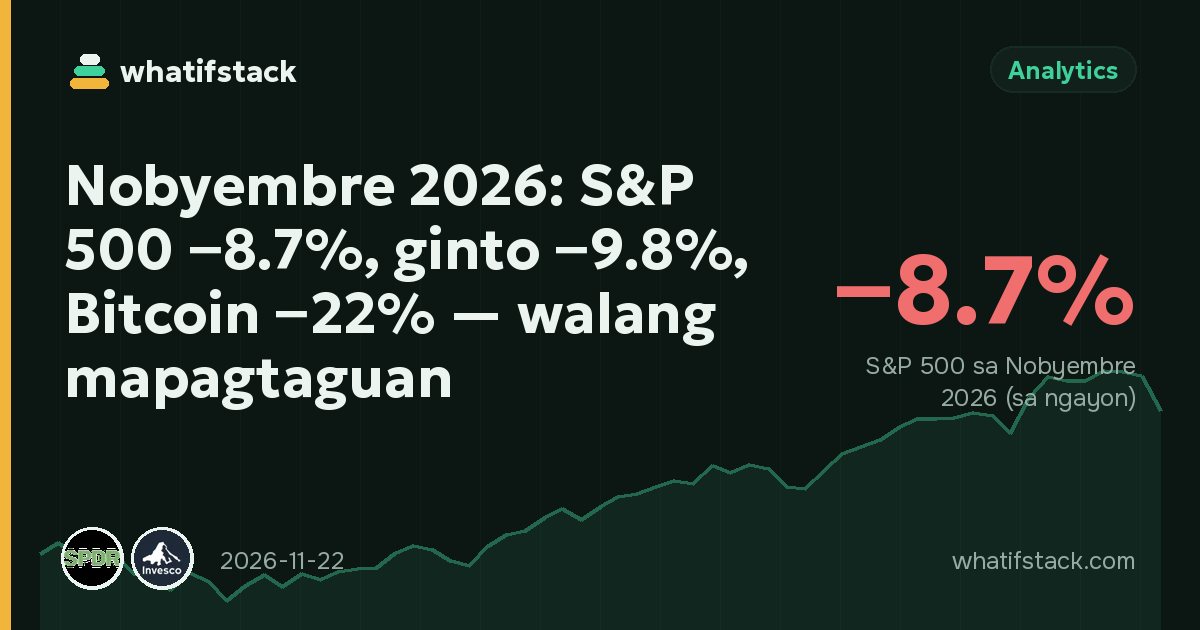 whatifstack
Analytics
Nobyembre 2026: S&P
500 −8.7%, ginto −9.8%,
Bitcoin −22% — walang
mapagtaguan
−8.7%
S&P 500 sa Nobyembre
2026 (sa ngayon)
SPDR
Invesco
2026-11-22
whatifstack.com